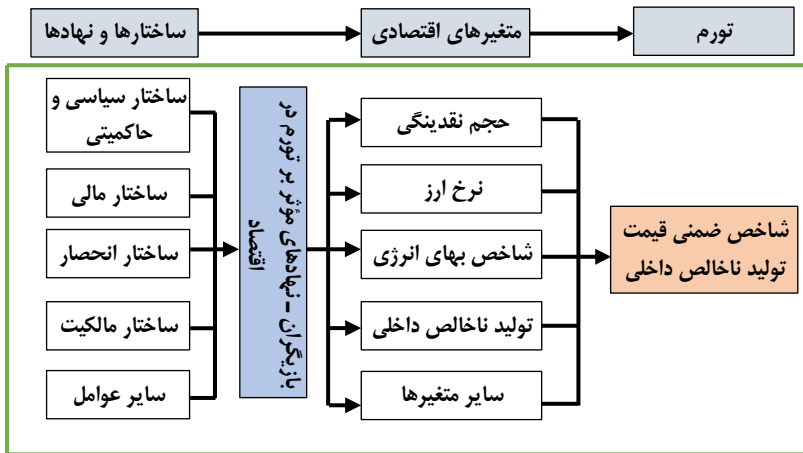 ساختارها و نهادها
متغیرهای اقتصادی
تورم
ساختار سیاسی و
حاکمیتی
ساختار مالی
ساختار انحصار
ساختار مالکیت
سایر عوامل
بازیگران – نهادهای مؤثر بر تورم در
اقتصاد
حجم نقدینگی
نرخ ارز
شاخص بهای انرژی
تولید ناخالص داخلی
سایر متغیرها
شاخص ضمنی قیمت
تولید ناخالص داخلی